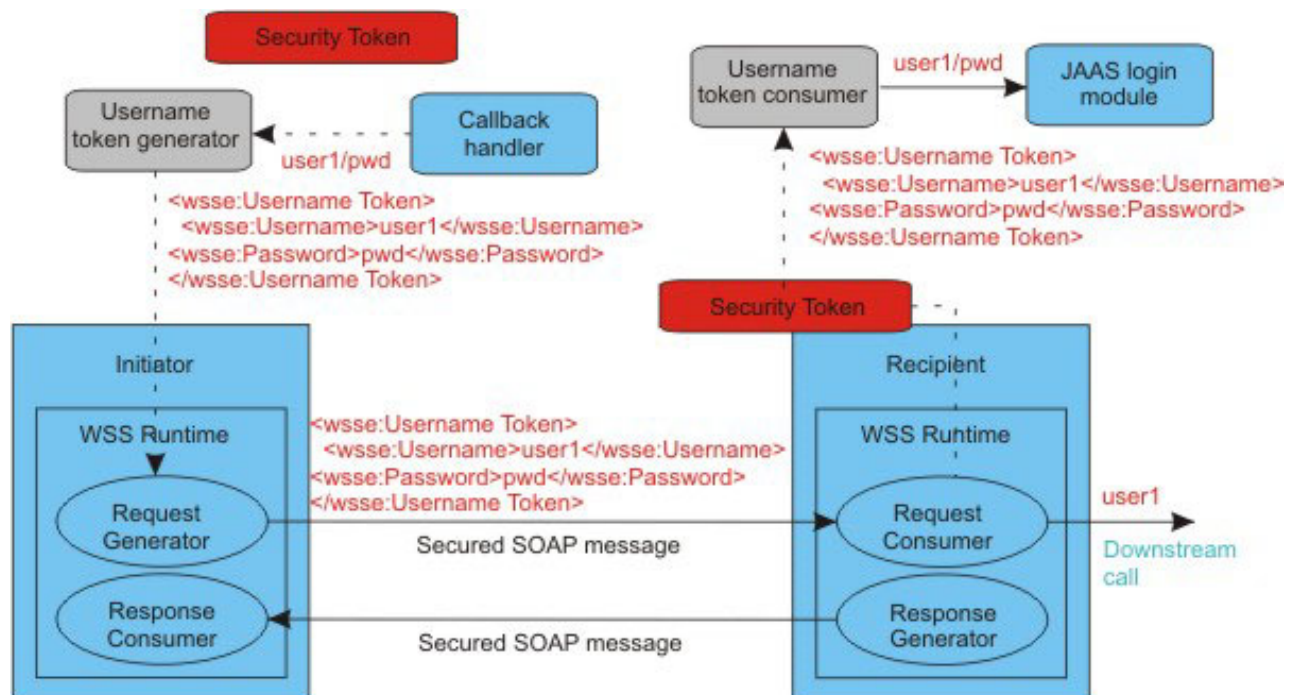 Security Token
Username
token generator
Callback
handler
user1/pwd
<wsse:Username Token>
<wsse:Username>user1</wsse:Username>
<wsse:Password>pwd</wsse:Password>
</wsse:Username Token>
Username
token consumer
user1/pwd
JAAS login
module
<wsse:Username Token>
<wsse:Username>user1</wsse:Username>
<wsse:Password>pwd</wsse:Password>
</wsse:Username Token>
Security Token
Initiator
WSS Runtime
Request
Generator
Response
Consumer
<wsse:Username Token>
<wsse:Username>user1</wsse:Username>
<wsse:Password>pwd</wsse:Password>
</wsse:Username Token>
Secured SOAP message
Secured SOAP message
Recipient
WSS Runtime
Request
Consumer
Response
Generator
user1
Downstream
call